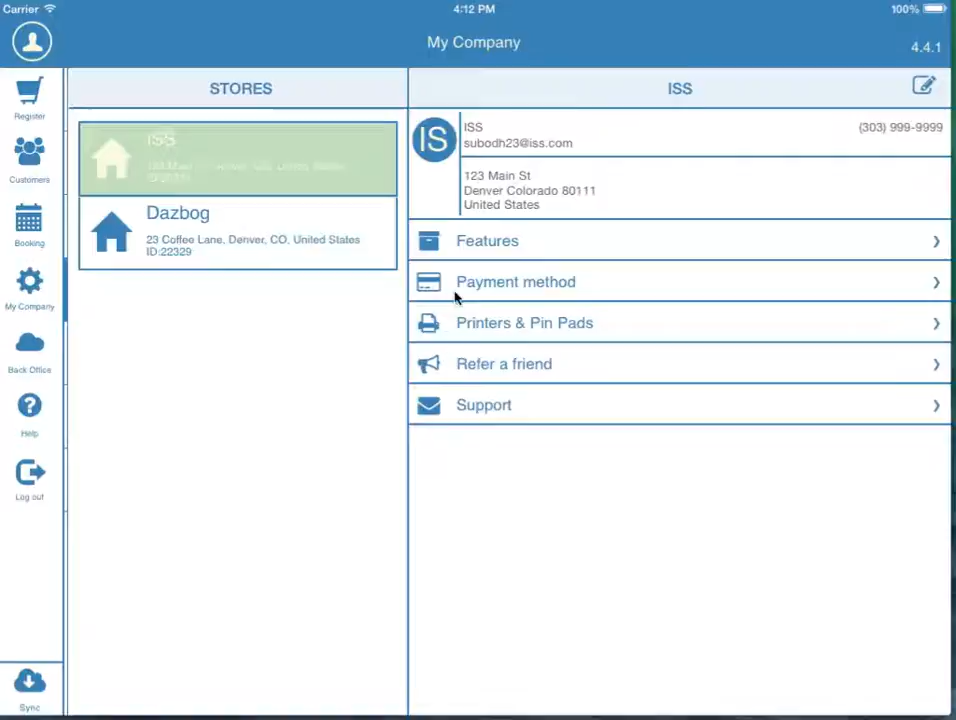 Carrier
4:12 PM
100%
My Company
4.4.1
Register
Customers
Booking
My Company
Back Office
Help
Log out
Sync
STORES
ISS
Dazbog
23 Coffee Lane, Denver, CO, United States
ID:22329
ISS
IS
ISS
subodh23@iss.com
(303) 999-9999
123 Main St
Denver Colorado 80111
United States
Features
Payment method
Printers & Pin Pads
Refer a friend
Support